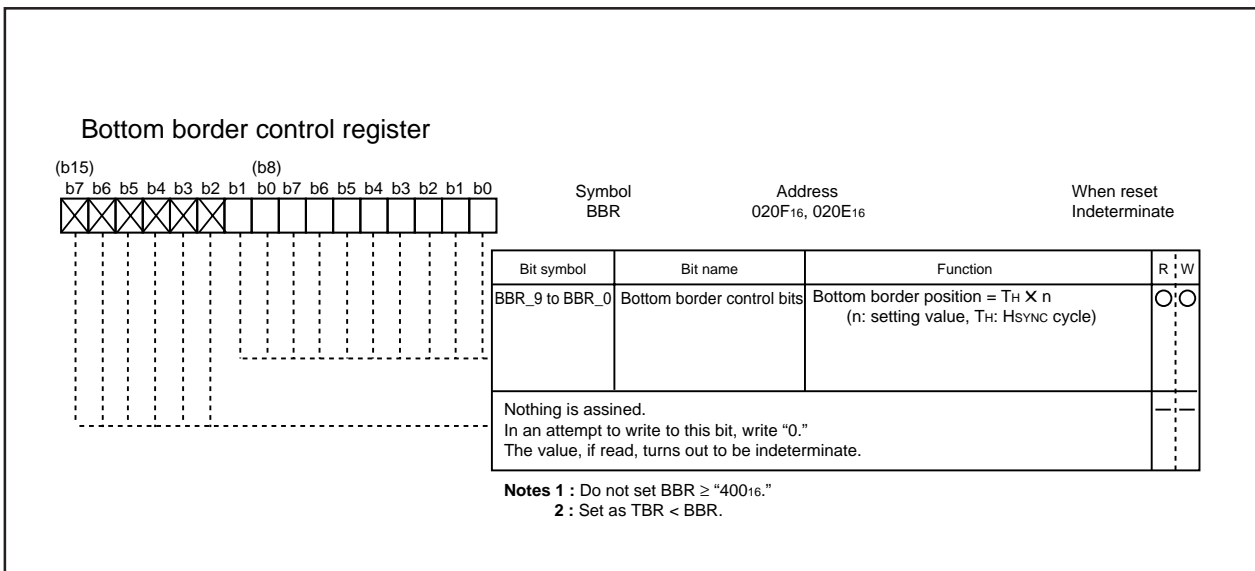 Bottom border control register
(b15) (b8)
b7 b6 b5 b4 b3 b2 b1 b0 b7 b6 b5 b4 b3 b2 b1 b0
Symbol Address When reset
BBR 020F16, 020E16 Indeterminate
Bit symbol Bit name Function R W
BBR_9 to BBR_0 Bottom border control bits Bottom border position = TH X n
(n: setting value, TH: HSYNC cycle)
Nothing is assined.
In an attempt to write to this bit, write “0.”
The value, if read, turns out to be indeterminate.
Notes 1 : Do not set BBR ≥ “40016.”
2 : Set as TBR < BBR.